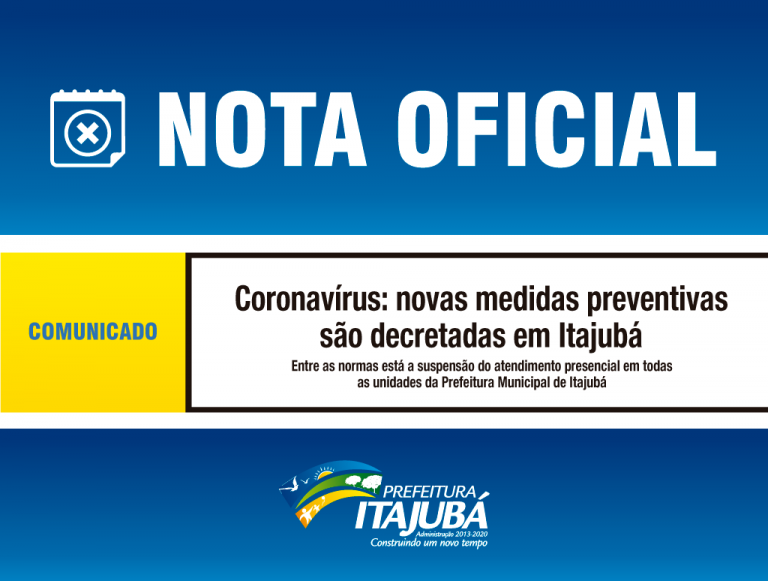 NOTA OFICIAL
COMUNICADO
Coronavírus: novas medidas preventivas
são decretadas em Itajubá
Entre as normas está a suspensão do atendimento presencial em todas
as unidades da Prefeitura Municipal de Itajubá
PREFEITURA
ITAJUBÁ
Administração 2013-2020
Construindo um novo tempo